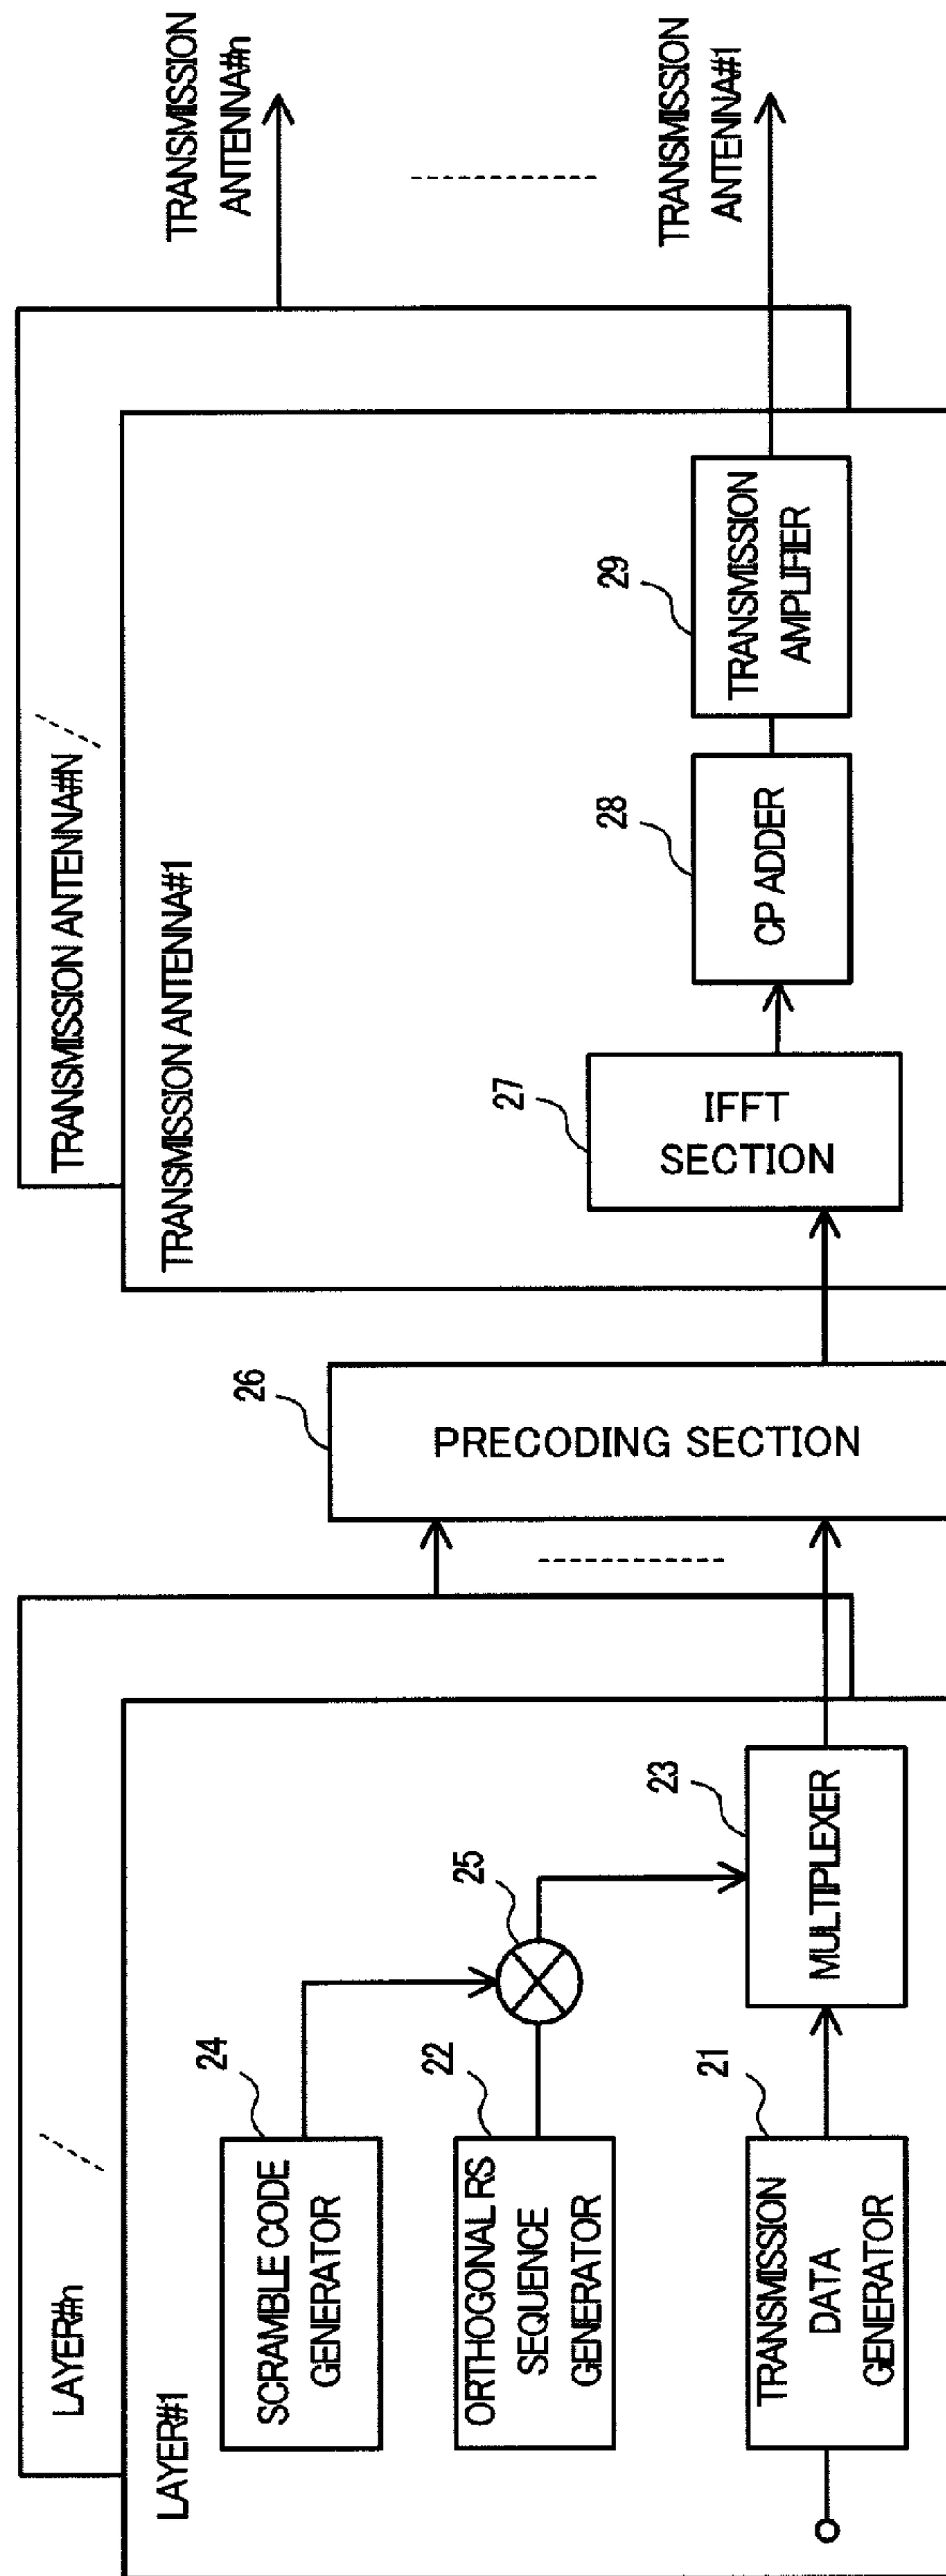 LAYER#n
LAYER#1
SCRAMBLE CODE
GENERATOR
24
ORTHOGONAL RS
SEQUENCE
GENERATOR
22
25
TRANSMISSION
DATA
GENERATOR
21
MULTIPLEXER
23
PRECODING SECTION
26
TRANSMISSION ANTENNA#N
TRANSMISSION ANTENNA#1
IFFT
SECTION
27
CP ADDER
28
TRANSMISSION
AMPLIFIER
29
TRANSMISSION
ANTENNA#n
TRANSMISSION
ANTENNA#1